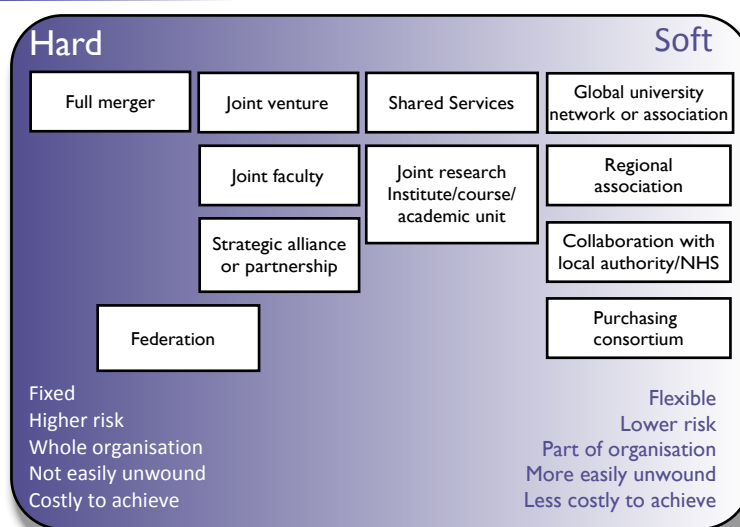 Hard
Soft
Full merger
Joint venture
Shared Services
Global university
network or association
Joint faculty
Joint research
Institute/course/
academic unit
Regional
association
Strategic alliance
or partnership
Collaboration with
local authority/NHS
Federation
Purchasing
consortium
Fixed
Higher risk
Whole organisation
Not easily unwound
Costly to achieve
Flexible
Lower risk
Part of organisation
More easily unwound
Less costly to achieve